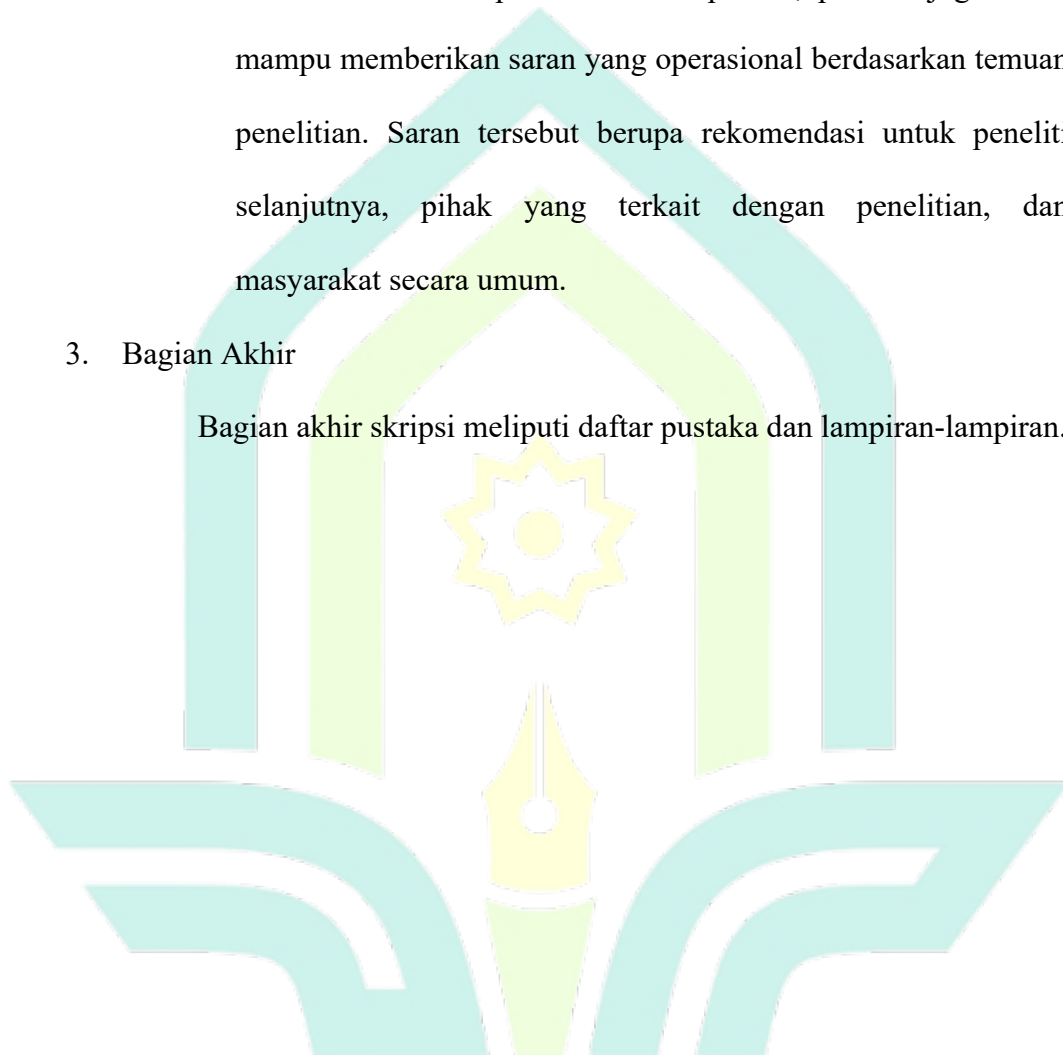 mampu memberikan saran yang operasional berdasarkan temuan
penelitian. Saran tersebut berupa rekomendasi untuk peneliti
selanjutnya, pihak yang terkait dengan penelitian, dan
masyarakat secara umum.
3. Bagian Akhir
Bagian akhir skripsi meliputi daftar pustaka dan lampiran-lampiran.